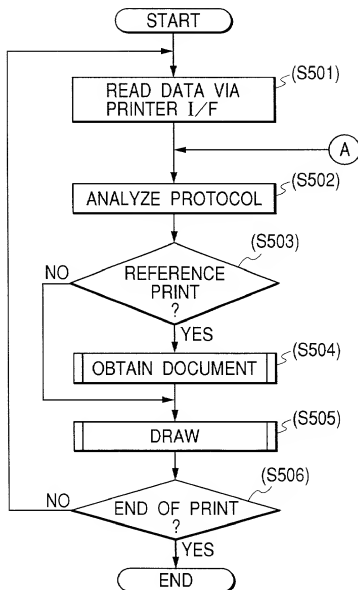 START
(S501)
READ DATA VIA
PRINTER I/F
A
(S502)
ANALYZE PROTOCOL
(S503)
NO
REFERENCE
PRINT
?
YES
(S504)
OBTAIN DOCUMENT
(S505)
DRAW
(S506)
NO
END OF PRINT
?
YES
END